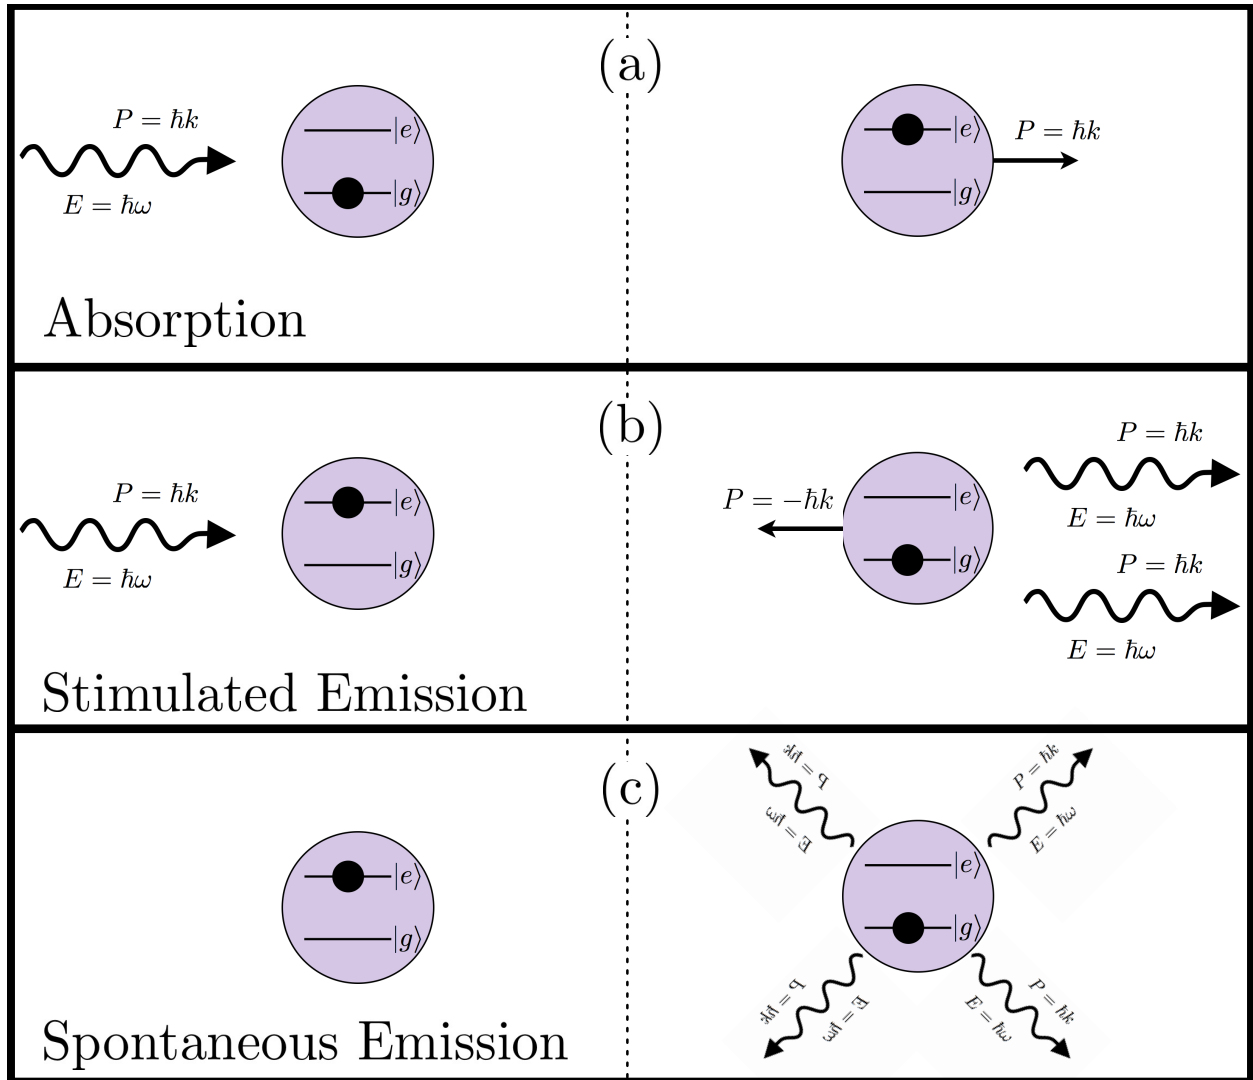 (a)
P = ħk
E = ħω
|e⟩
|g⟩
|e⟩
|g⟩
P = ħk
Absorption
(b)
P = ħk
E = ħω
|e⟩
|g⟩
P = −ħk
|e⟩
|g⟩
P = ħk
E = ħω
P = ħk
E = ħω
Stimulated Emission
(c)
|e⟩
|g⟩
P = ħk
E = ħω
P = ħk
E = ħω
|e⟩
|g⟩
P = ħk
E = ħω
P = ħk
E = ħω
Spontaneous Emission